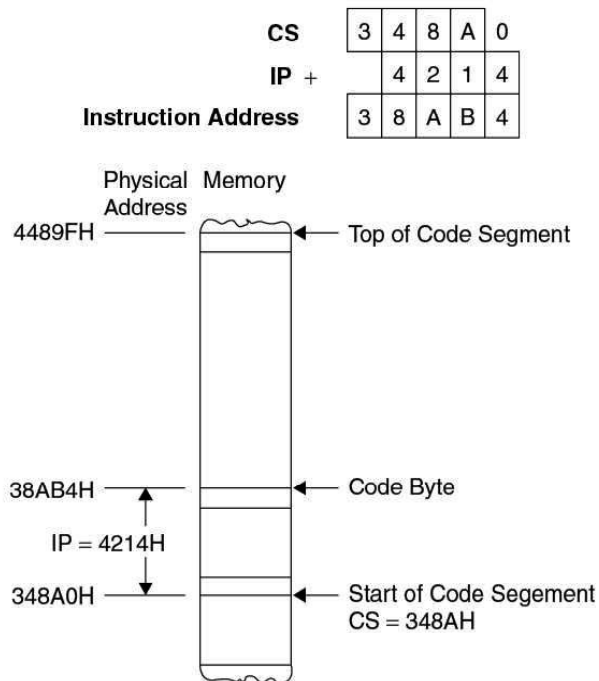 CS 3 4 8 A 0
IP + 4 2 1 4
Instruction Address 3 8 A B 4
Physical Address
Memory
4489FH
Top of Code Segment
38AB4H
Code Byte
IP = 4214H
348A0H
Start of Code Segement
CS = 348AH